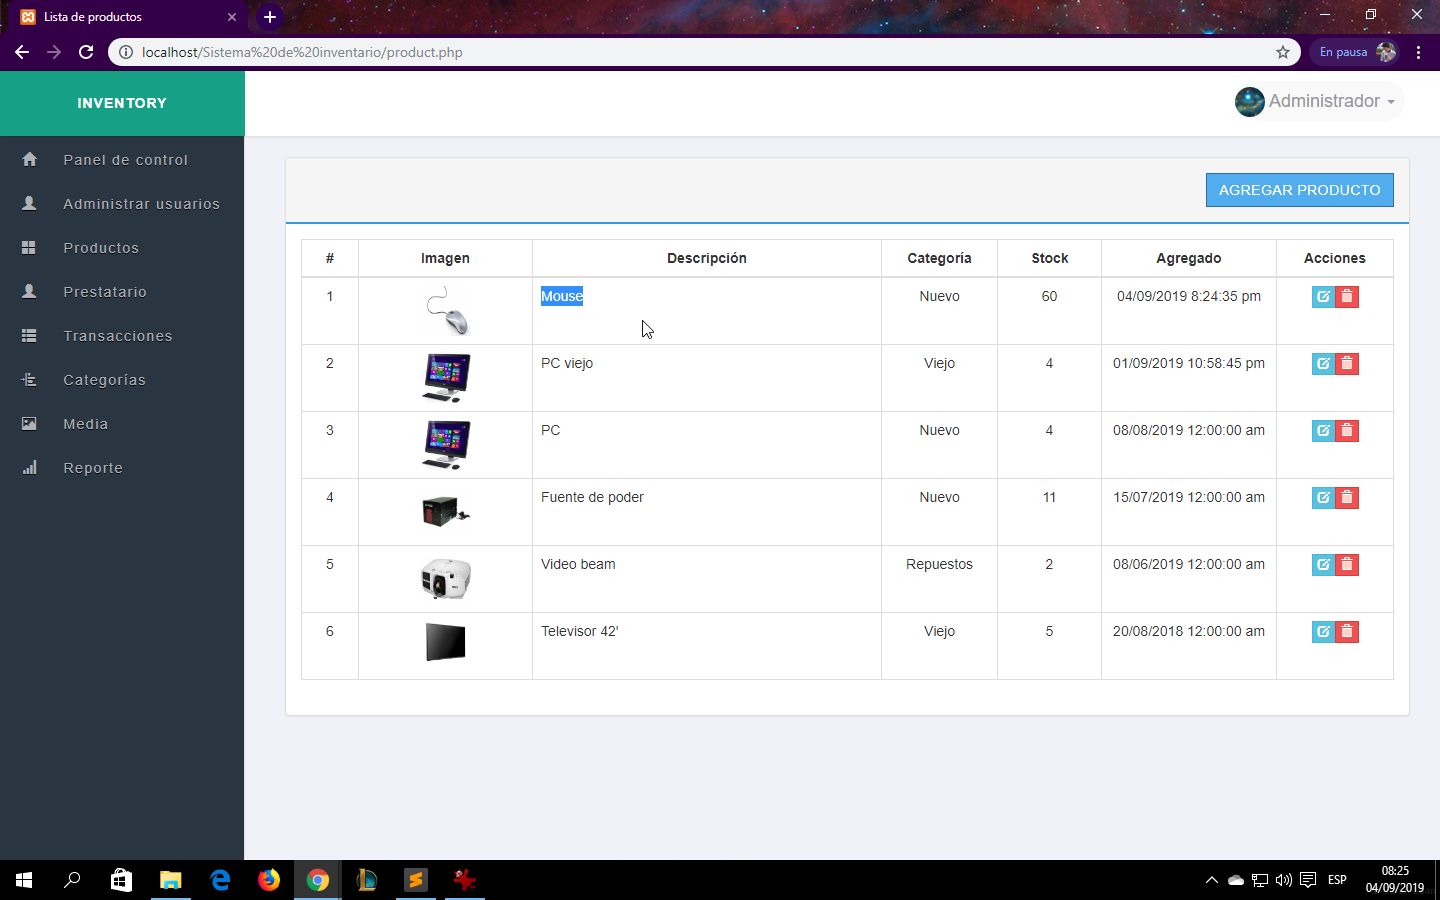 Lista de productos
localhost/Sistema%20de%20inventario/product.php
En pausa
INVENTORY
Administrador
Panel de control
Administrar usuarios
Productos
Prestatario
Transacciones
Categorías
Media
Reporte
AGREGAR PRODUCTO
# Imagen Descripción Categoría Stock Agregado Acciones
1 Mouse Nuevo 60 04/09/2019 8:24:35 pm
2 PC viejo Viejo 4 01/09/2019 10:58:45 pm
3 PC Nuevo 4 08/08/2019 12:00:00 am
4 Fuente de poder Nuevo 11 15/07/2019 12:00:00 am
5 Video beam Repuestos 2 08/06/2019 12:00:00 am
6 Televisor 42' Viejo 5 20/08/2018 12:00:00 am
ESP
08:25
04/09/2019